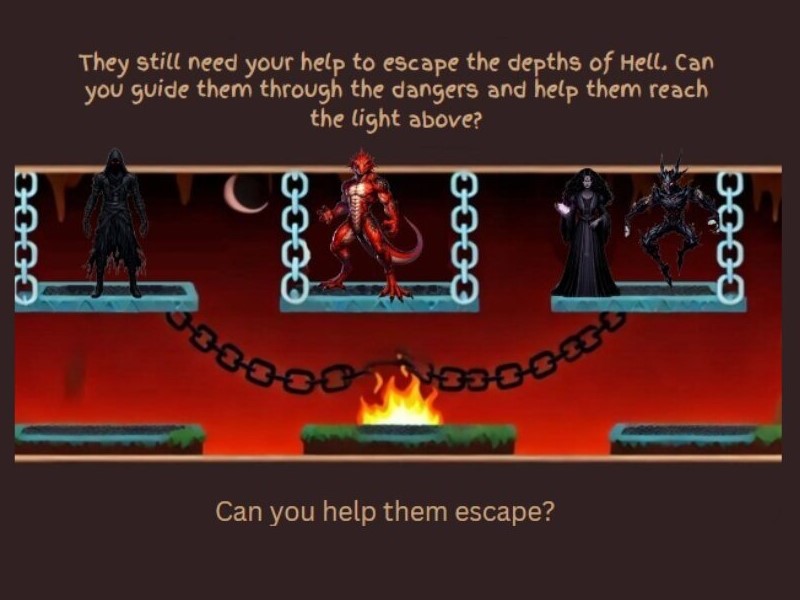 They still need your help to escape the depths of Hell. Can
you guide them through the dangers and help them reach
the light above?
Can you help them escape?